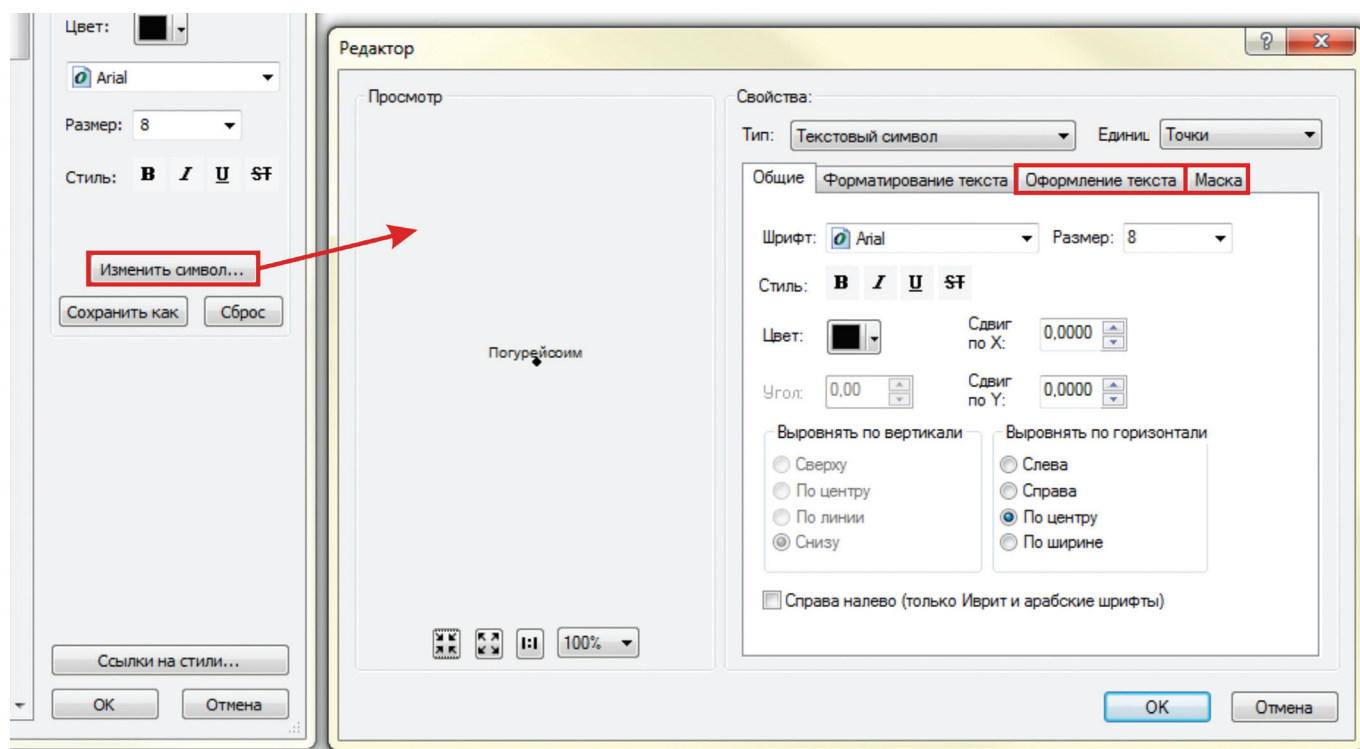 Цвет:
Arial
Размер: 8
Стиль: B I U ST
Изменить символ...
Сохранить как Сброс
Ссылки на стили...
ОК Отмена
Редактор
Просмотр
Погурейсоим
100%
Свойства:
Тип: Текстовый символ Единиц Точки
Общие Форматирование текста Оформление текста Маска
Шрифт: Arial Размер: 8
Стиль: B I U ST
Цвет: Сдвиг по X: 0,0000
Угол: 0,00 Сдвиг по Y: 0,0000
Выровнять по вертикали
Сверху
По центру
По линии
Снизу
Выровнять по горизонтали
Слева
Справа
По центру
По ширине
Справа налево (только Иврит и арабские шрифты)
ОК Отмена